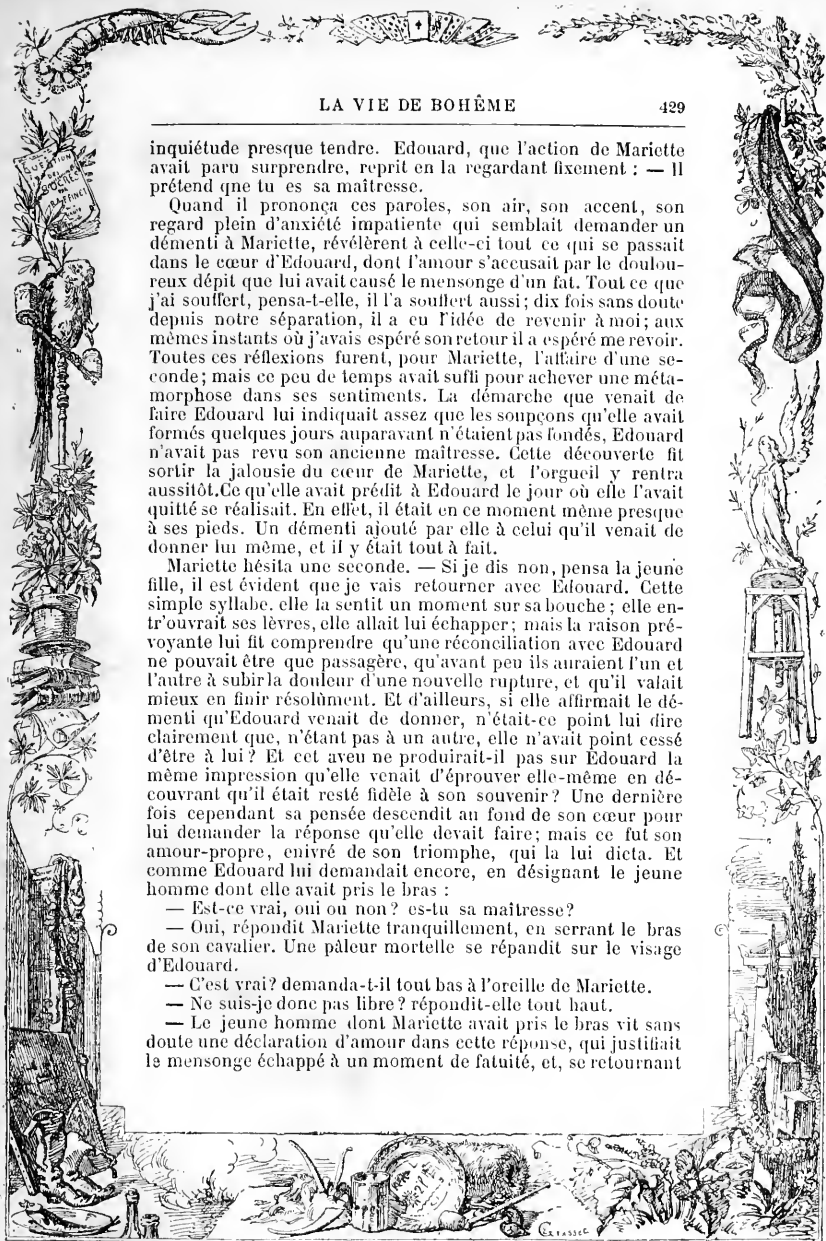 LA VIE DE BOHÊME 429
inquiétude presque tendre. Edouard, que l'action de Mariette
avait paru surprendre, reprit en la regardant fixement : — Il
prétend que tu es sa maîtresse.
Quand il prononça ces paroles, son air, son accent, son
regard plein d'anxiété impatiente qui semblait demander un
démenti à Mariette, révélèrent à celle-ci tout ce qui se passait
dans le cœur d'Edouard, dont l'amour s'accusait par le doulou-
reux dépit que lui avait causé le mensonge d'un fat. Tout ce que
j'ai souffert, pensa-t-elle, il l'a souffert aussi ; dix fois sans doute
depuis notre séparation, il a eu l'idée de revenir à moi ; aux
mêmes instants où j'avais espéré son retour il a espéré me revoir.
Toutes ces réflexions furent, pour Mariette, l'affaire d'une se-
conde ; mais ce peu de temps avait suffi pour achever une méta-
morphose dans ses sentiments. La démarche que venait de
faire Edouard lui indiquait assez que les soupçons qu'elle avait
formés quelques jours auparavant n'étaient pas fondés, Edouard
n'avait pas revu son ancienne maîtresse. Cette découverte fit
sortir la jalousie du cœur de Mariette, et l'orgueil y rentra
aussitôt. Ce qu'elle avait prédit à Edouard le jour où elle l'avait
quitté se réalisait. En effet, il était en ce moment même presque
à ses pieds. Un démenti ajouté par elle à celui qu'il venait de
donner lui même, et il y était tout à fait.
Mariette hésita une seconde. — Si je dis non, pensa la jeune
fille, il est évident que je vais retourner avec Edouard. Cette
simple syllabe, elle la sentit un moment sur sa bouche ; elle en-
tr'ouvrait ses lèvres, elle allait lui échapper ; mais la raison pré-
voyante lui fit comprendre qu'une réconciliation avec Edouard
ne pouvait être que passagère, qu'avant peu ils auraient l'un et
l'autre à subir la douleur d'une nouvelle rupture, et qu'il valait
mieux en finir résolûment. Et d'ailleurs, si elle affirmait le dé-
menti qu'Edouard venait de donner, n'était-ce point lui dire
clairement que, n'étant pas à un autre, elle n'avait point cessé
d'être à lui ? Et cet aveu ne produirait-il pas sur Edouard la
même impression qu'elle venait d'éprouver elle-même en dé-
couvrant qu'il était resté fidèle à son souvenir ? Une dernière
fois cependant sa pensée descendit au fond de son cœur pour
lui demander la réponse qu'elle devait faire ; mais ce fut son
amour-propre, enivré de son triomphe, qui la lui dicta. Et
comme Edouard lui demandait encore, en désignant le jeune
homme dont elle avait pris le bras :
— Est-ce vrai, oui ou non ? es-tu sa maîtresse ?
— Oui, répondit Mariette tranquillement, en serrant le bras
de son cavalier. Une pâleur mortelle se répandit sur le visage
d'Edouard.
— C'est vrai ? demanda-t-il tout bas à l'oreille de Mariette.
— Ne suis-je donc pas libre ? répondit-elle tout haut.
— Le jeune homme dont Mariette avait pris le bras vit sans
doute une déclaration d'amour dans cette réponse, qui justifiait
le mensonge échappé à un moment de fatuité, et, se retournant